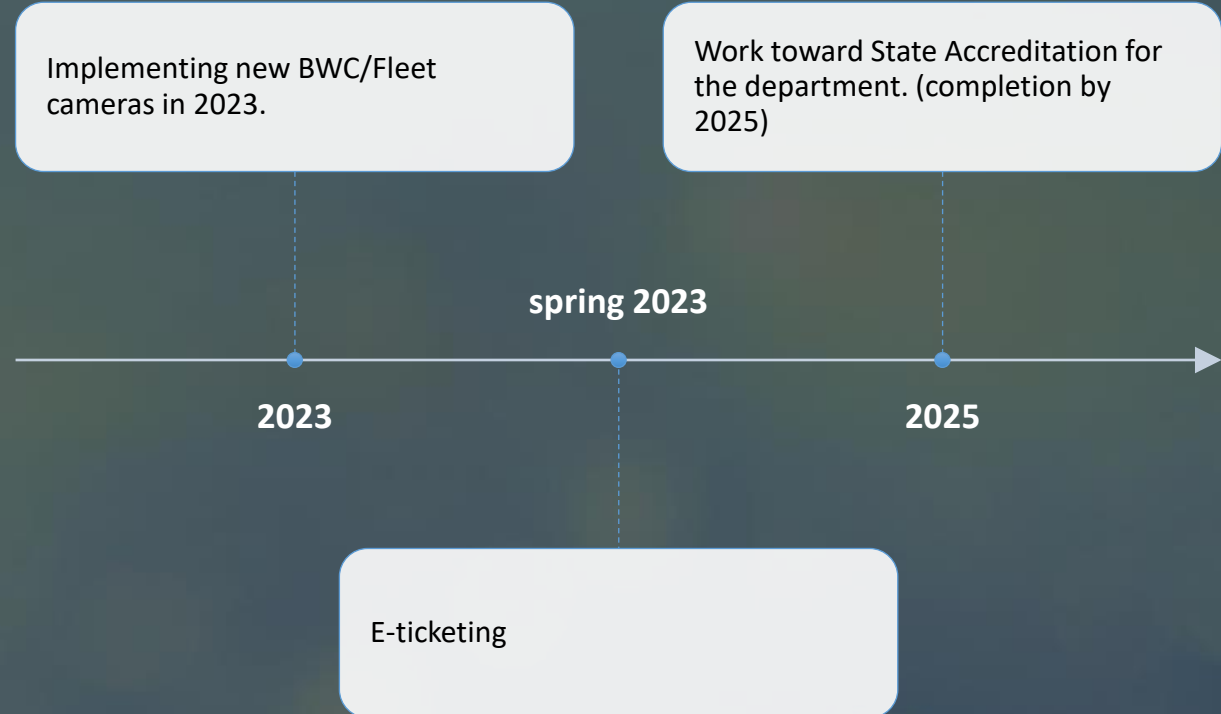 Implementing new BWC/Fleet
cameras in 2023.
Work toward State Accreditation for
the department. (completion by
2025)
spring 2023
2023
2025
E-ticketing